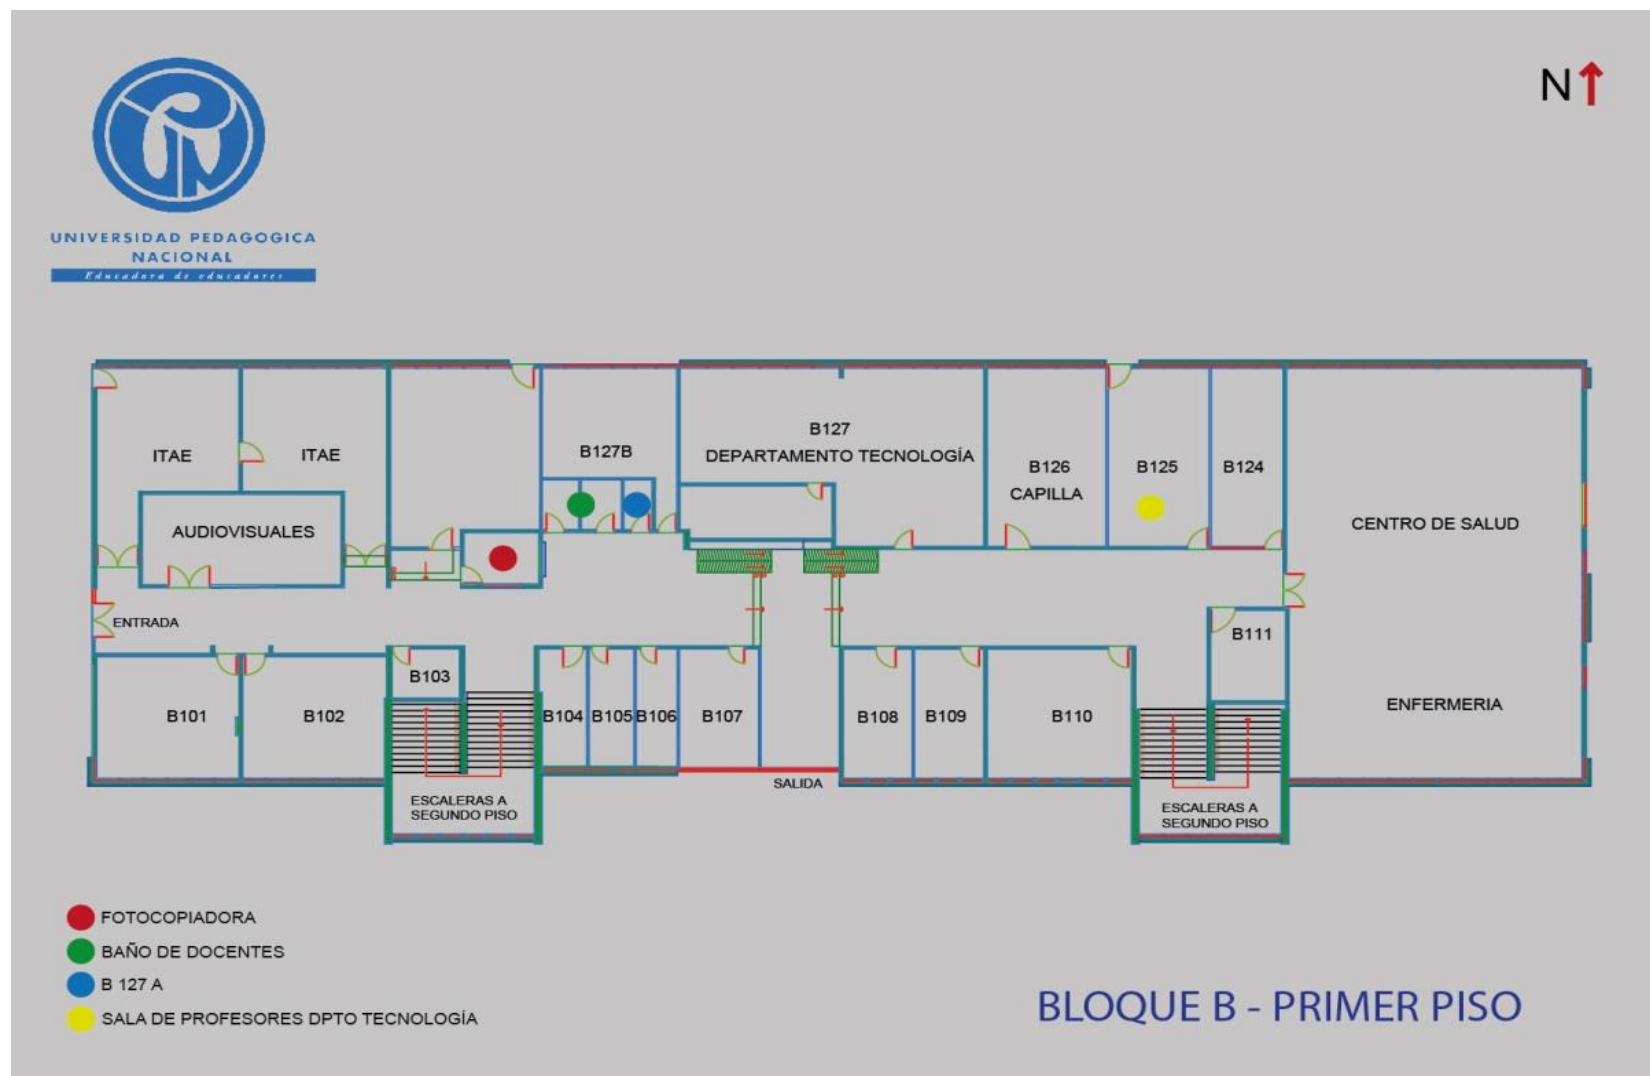 N
UNIVERSIDAD PEDAGOGICA
NACIONAL
Educadora de educadores
ITAE
ITAE
AUDIOVISUALES
B127B
B127
DEPARTAMENTO TECNOLOGÍA
B126
CAPILLA
B125
B124
CENTRO DE SALUD
ENTRADA
B111
B103
B101
B102
B104
B105
B106
B107
B108
B109
B110
ENFERMERIA
SALIDA
ESCALERAS A
SEGUNDO PISO
ESCALERAS A
SEGUNDO PISO
FOTOCOPIADORA
BAÑO DE DOCENTES
B 127 A
SALA DE PROFESORES DPTO TECNOLOGÍA
BLOQUE B - PRIMER PISO